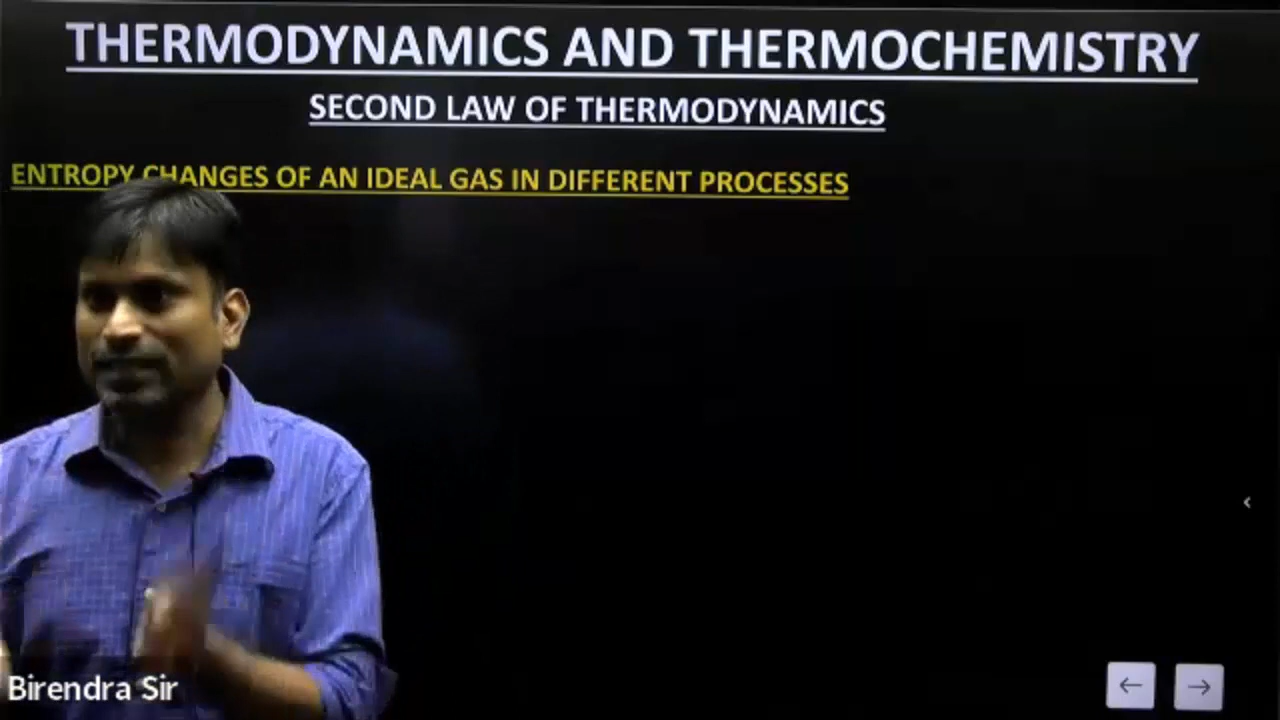 THERMODYNAMICS AND THERMOCHEMISTRY
SECOND LAW OF THERMODYNAMICS
ENTROPY CHANGES OF AN IDEAL GAS IN DIFFERENT PROCESSES
Birendra Sir